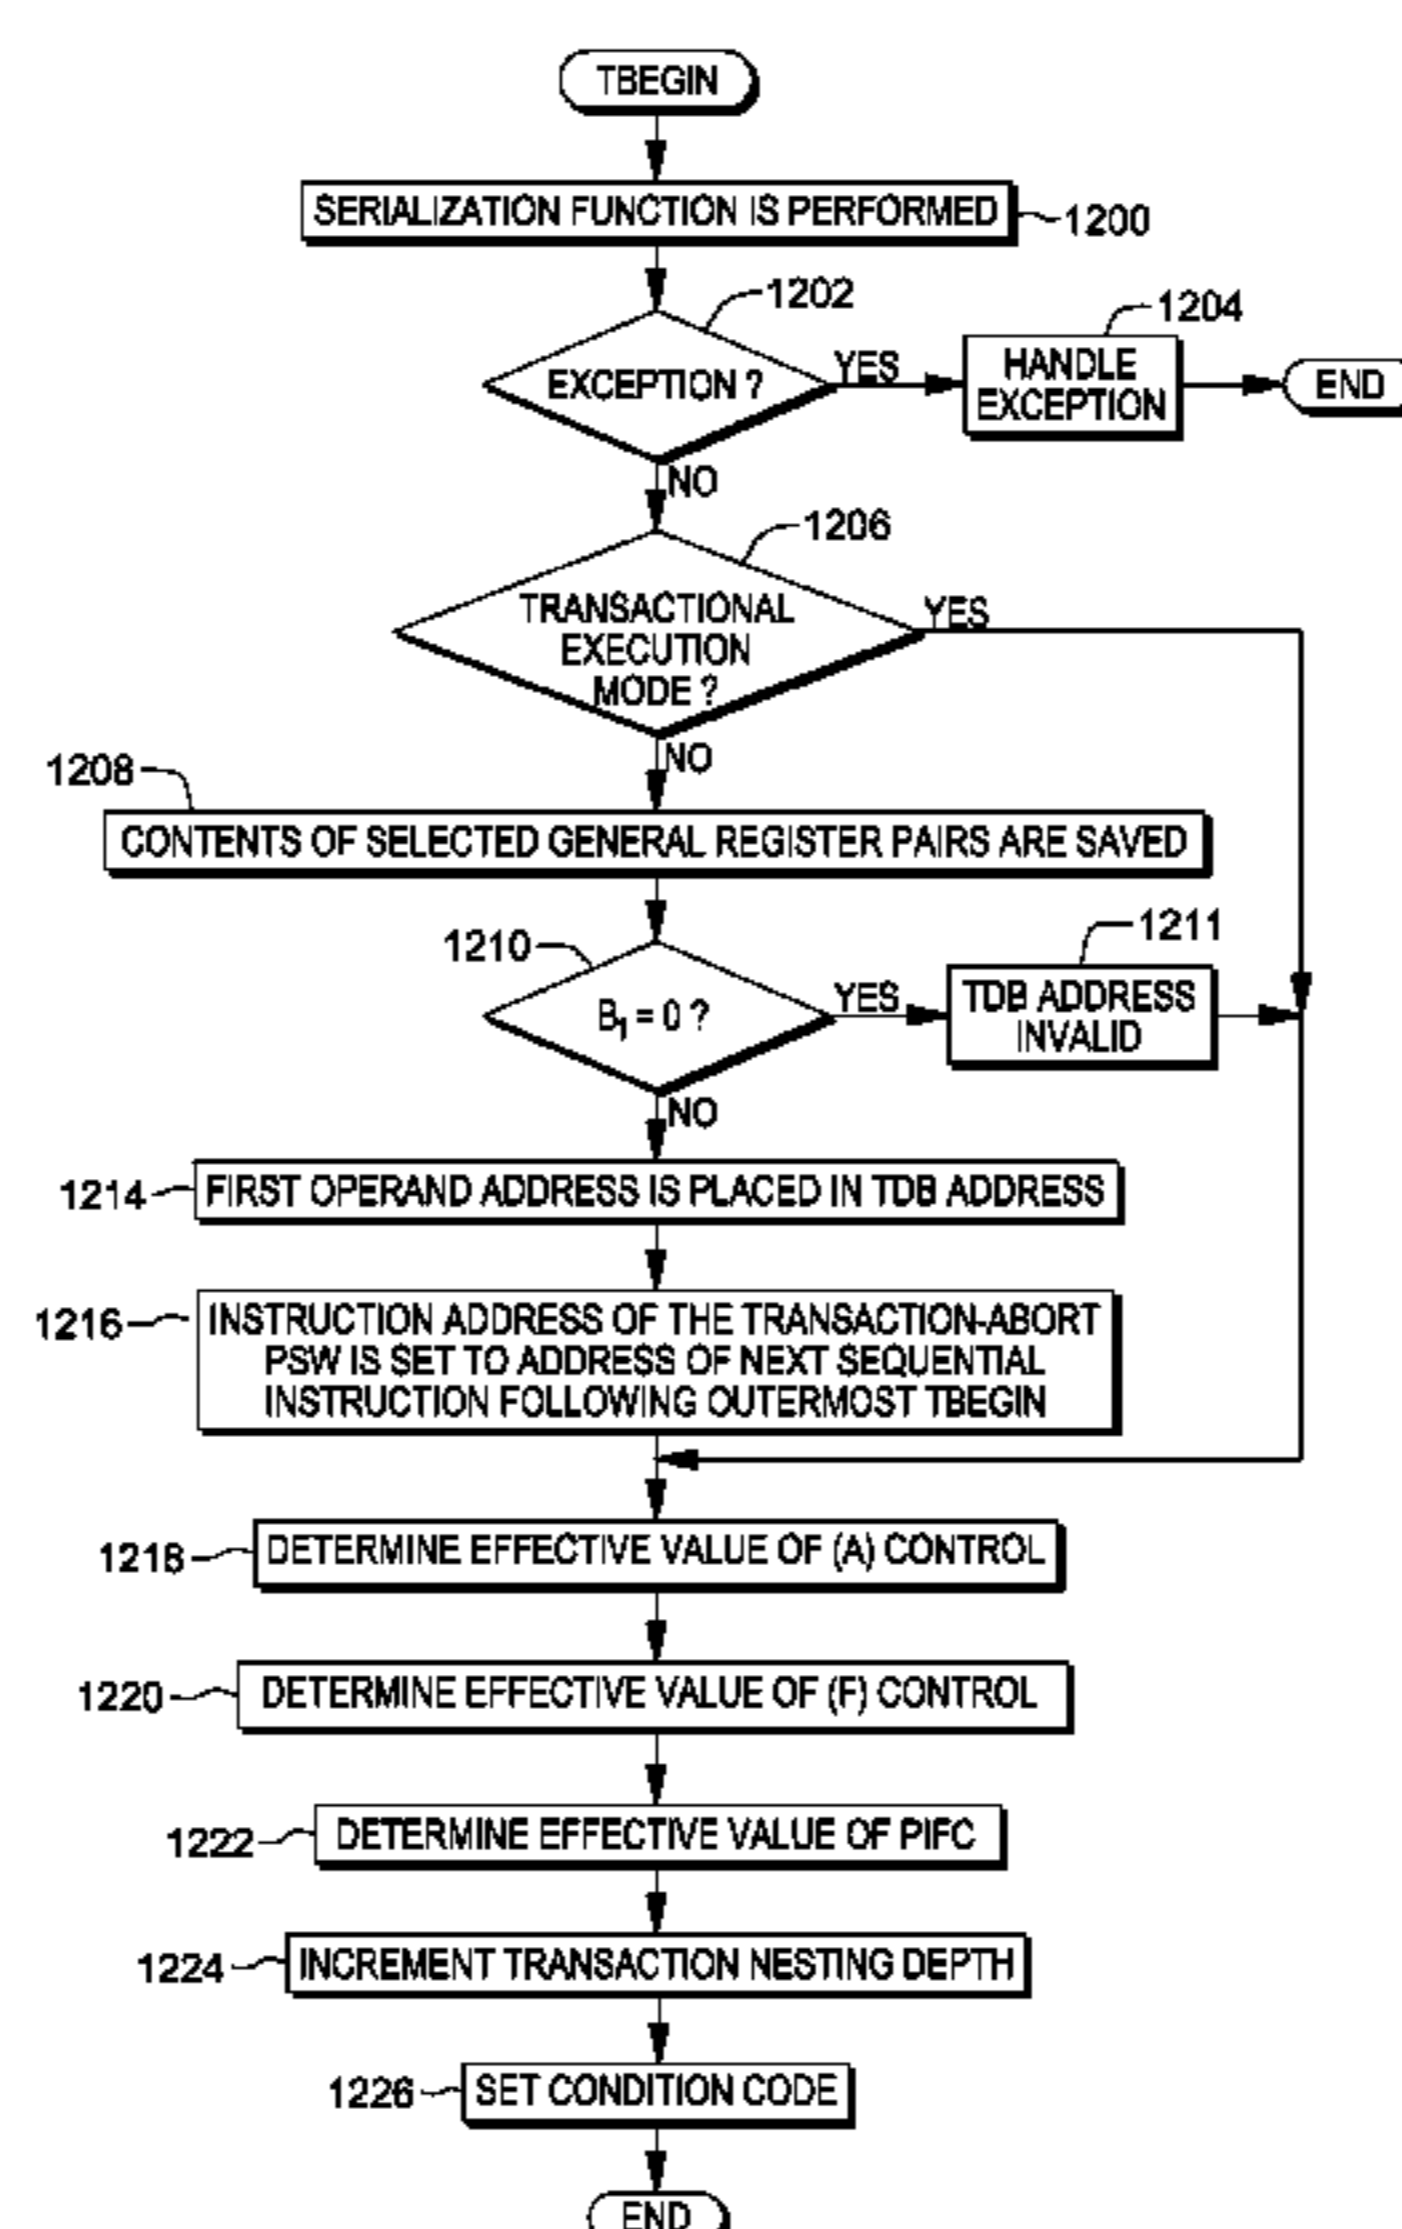 TBEGIN
SERIALIZATION FUNCTION IS PERFORMED
1200
1202
EXCEPTION ?
YES
1204
HANDLE
EXCEPTION
END
NO
1206
TRANSACTIONAL
EXECUTION
MODE ?
YES
NO
1208
CONTENTS OF SELECTED GENERAL REGISTER PAIRS ARE SAVED
1210
B1 = 0 ?
YES
1211
TDB ADDRESS
INVALID
NO
1214
FIRST OPERAND ADDRESS IS PLACED IN TDB ADDRESS
1216
INSTRUCTION ADDRESS OF THE TRANSACTION-ABORT
PSW IS SET TO ADDRESS OF NEXT SEQUENTIAL
INSTRUCTION FOLLOWING OUTERMOST TBEGIN
1218
DETERMINE EFFECTIVE VALUE OF (A) CONTROL
1220
DETERMINE EFFECTIVE VALUE OF (F) CONTROL
1222
DETERMINE EFFECTIVE VALUE OF PIFC
1224
INCREMENT TRANSACTION NESTING DEPTH
1226
SET CONDITION CODE
END